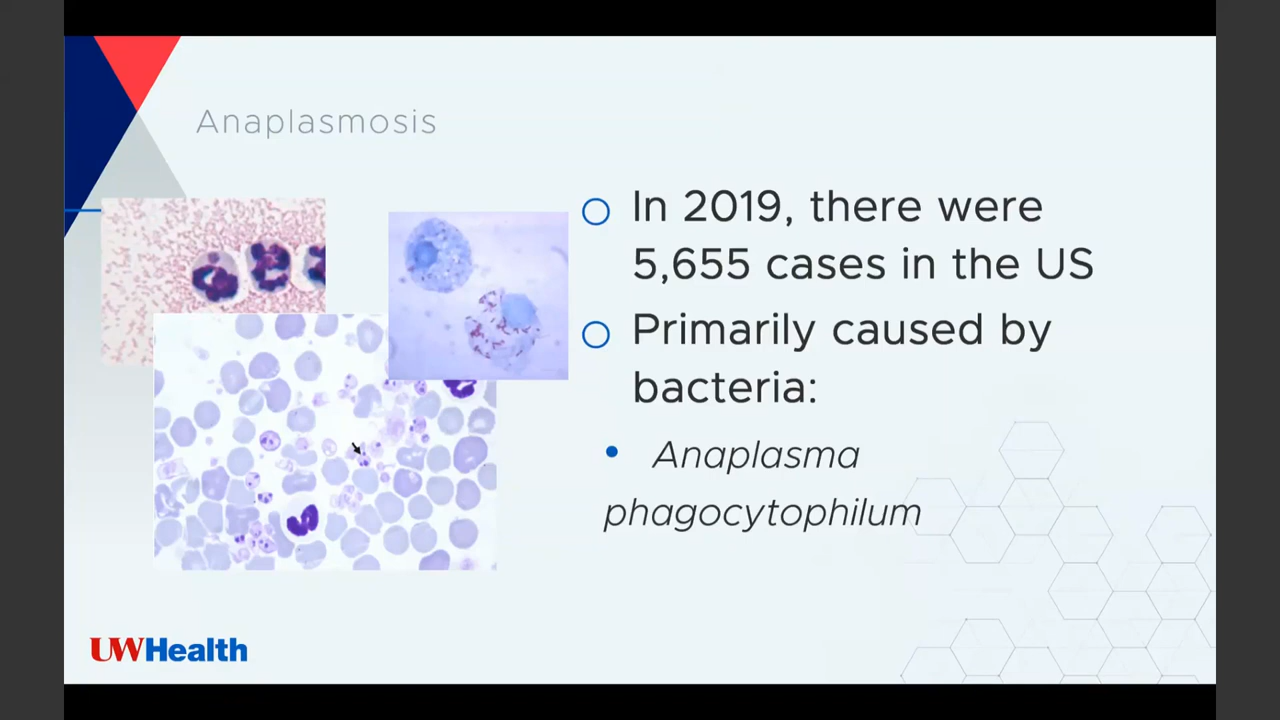 Anaplasmosis
In 2019, there were
5,655 cases in the US
Primarily caused by
bacteria:
Anaplasma
phagocytophilum
UWHealth